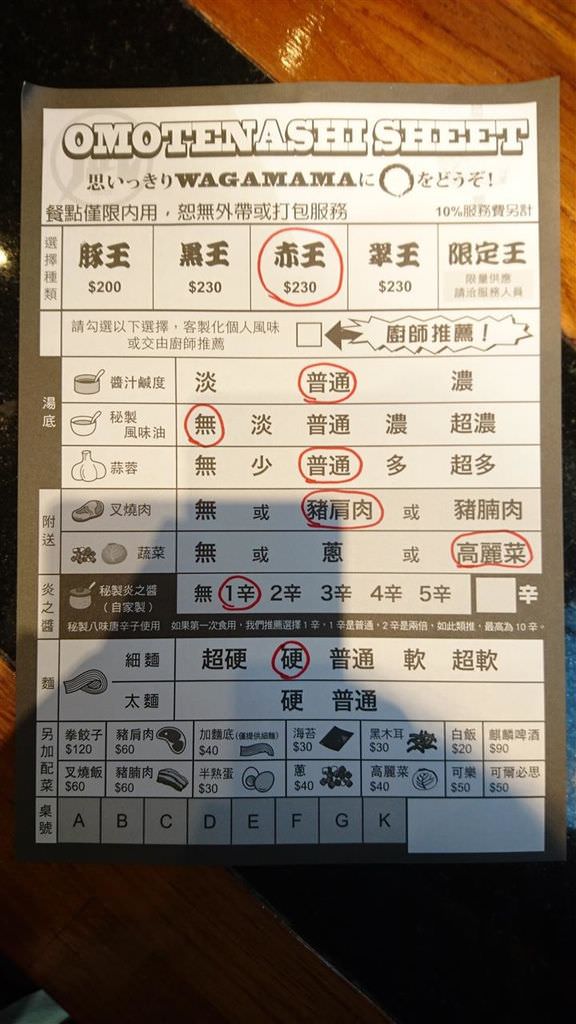 OMOTENASHI SHEET
思いっきりWAGAMAMAに◯をどうぞ!
餐點僅限內用，恕無外帶或打包服務 10%服務費另計
選擇種類 豚王 黑王 赤王 翠王 限定王
$200 $230 $230 $230 限量供應 請洽服務人員
請勾選以下選擇，客製化個人風味
或交由廚師推薦 廚師推薦！
湯底 醬汁鹹度 淡 普通 濃
秘製風味油 無 淡 普通 濃 超濃
蒜蓉 無 少 普通 多 超多
附送 叉燒肉 無 或 豬肩肉 或 豬腩肉
蔬菜 無 或 蔥 或 高麗菜
炎之醬 秘製炎之醬（自家製） 無 1辛 2辛 3辛 4辛 5辛 辛
秘製八味唐辛子使用 如果第一次食用，我們推薦選擇1辛，1辛是普通，2辛是兩倍，如此類推，最高為10辛。
麵 細麵 超硬 硬 普通 軟 超軟
太麵 硬 普通
另加配菜 拳餃子 $120 豬肩肉 $60 加麵底(僅提供細麵) $40 海苔 $30 黑木耳 $30 白飯 $20 麒麟啤酒 $90
叉燒飯 $60 豬腩肉 $60 半熟蛋 $30 蔥 $40 高麗菜 $40 可樂 $50 可爾必思 $50
桌號 A B C D E F G K